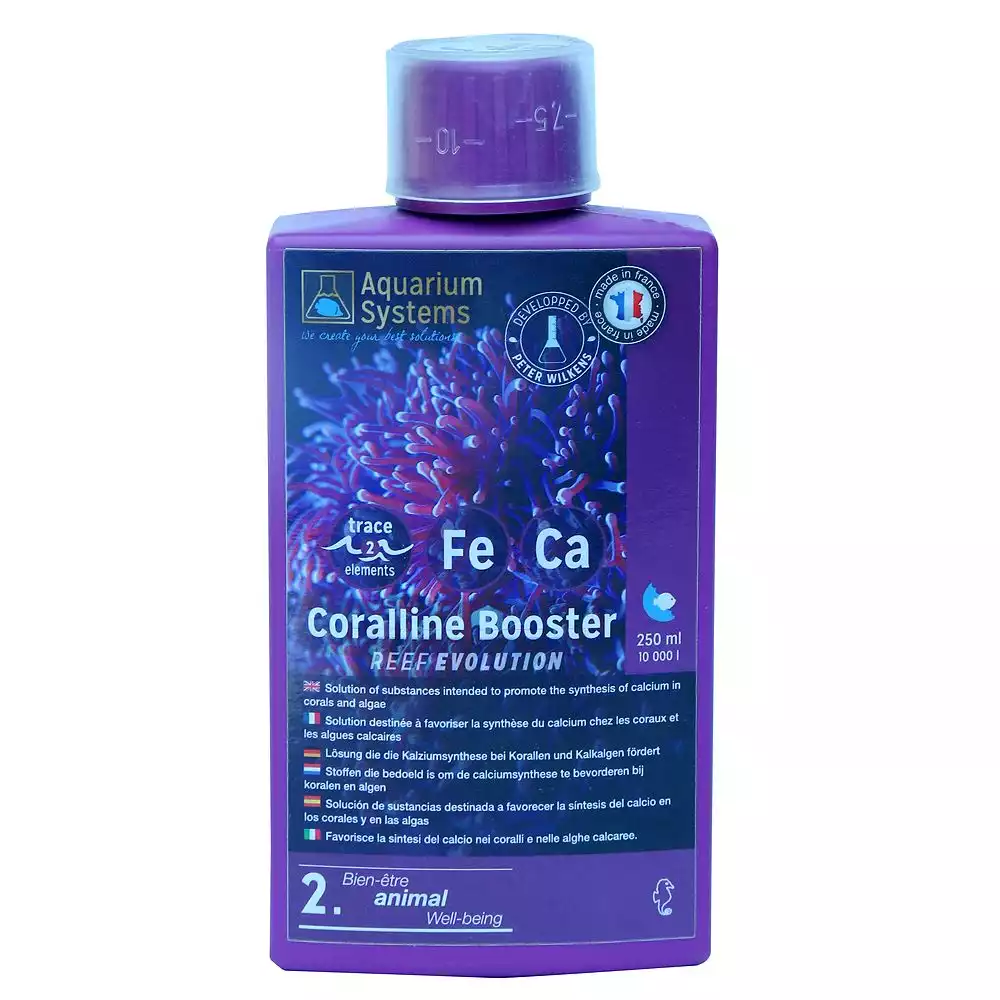 -10-
-7,5-
Aquarium
Systems
We create your best solutions
DEVELOPPED BY
PETER WILKENS
made in france · made in france ·
trace
2
elements
Fe
Ca
Coralline Booster
REEF EVOLUTION
250 ml
10 000 l
Solution of substances intended to promote the synthesis of calcium in
corals and algae
Solution destinée à favoriser la synthèse du calcium chez les coraux et
les algues calcaires
Lösung die die Kalziumsynthese bei Korallen und Kalkalgen fördert
Stoffen die bedoeld is om de calciumsynthese te bevorderen bij
koralen en algen
Solución de sustancias destinada a favorecer la síntesis del calcio en
los corales y en las algas
Favorisce la sintesi del calcio nei coralli e nelle alghe calcaree.
2.
Bien-être
animal
Well-being